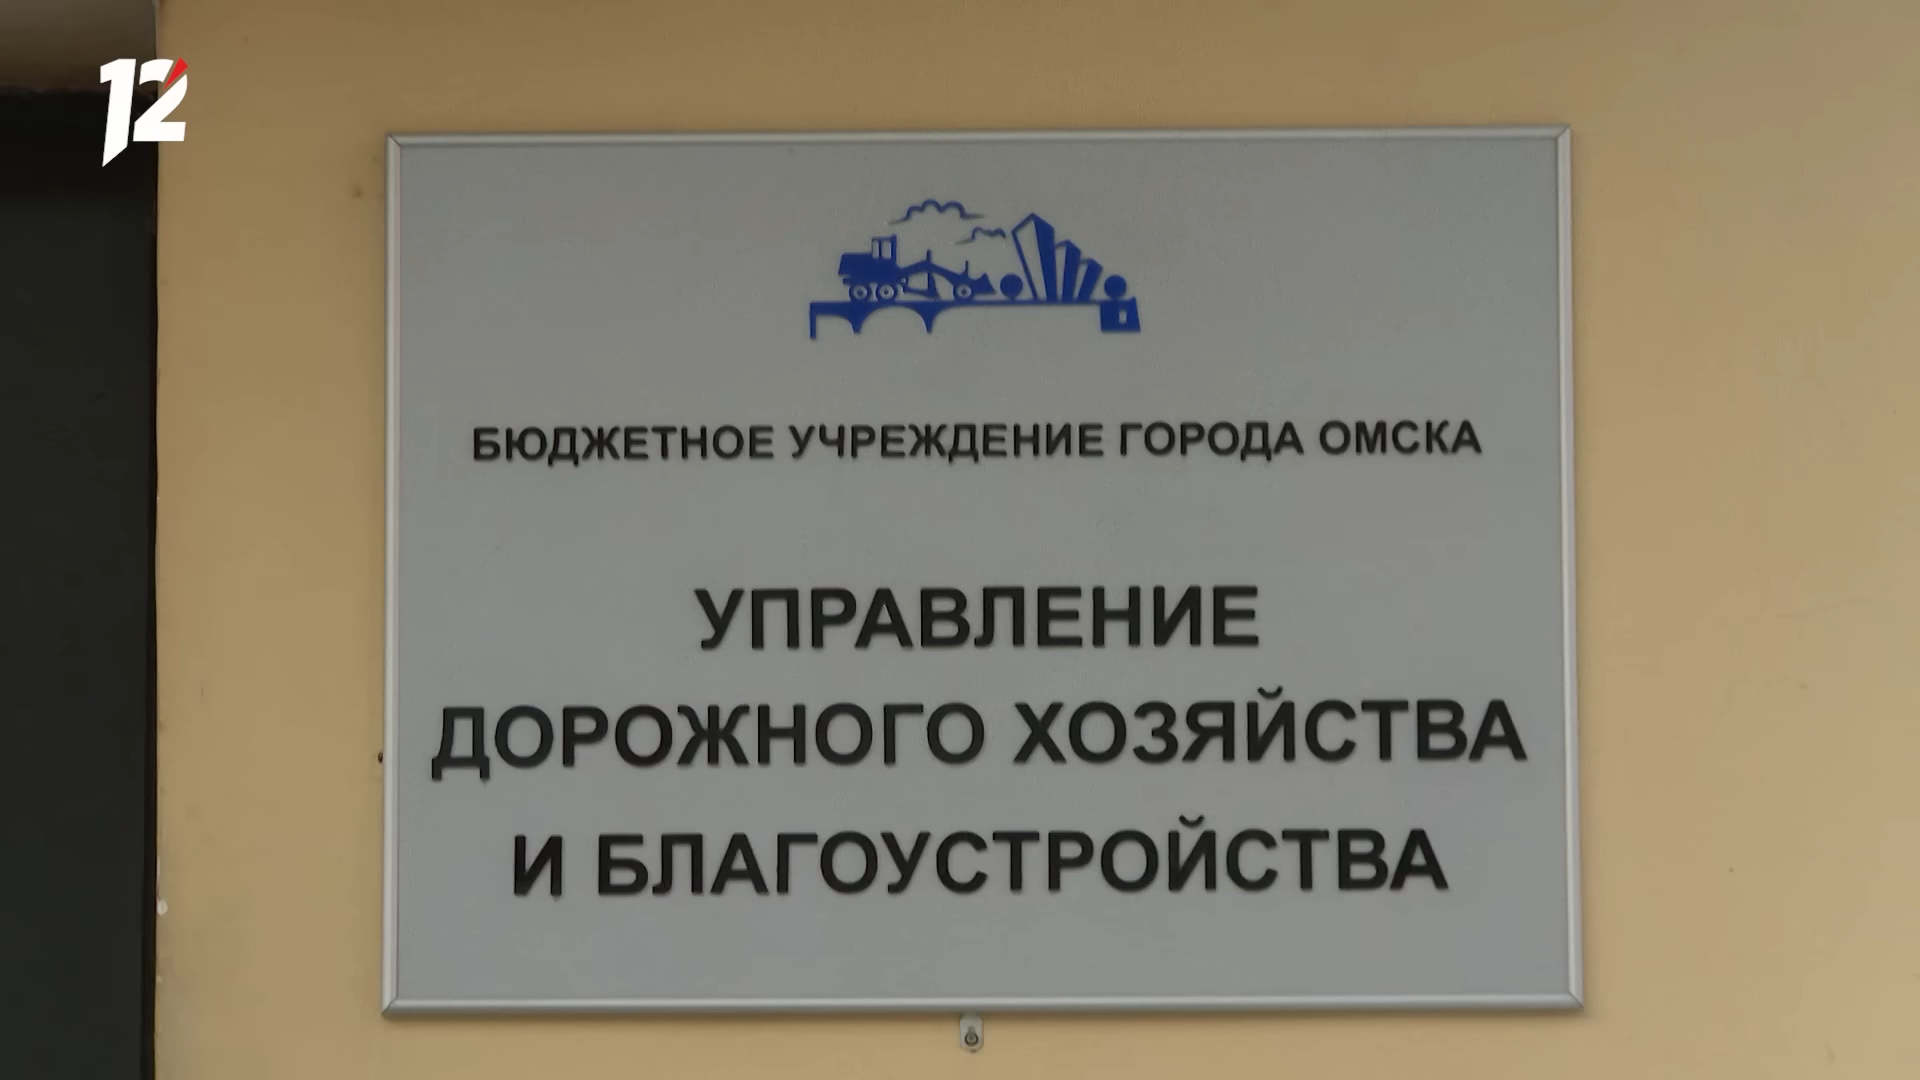 12
БЮДЖЕТНОЕ УЧРЕЖДЕНИЕ ГОРОДА ОМСКА
УПРАВЛЕНИЕ
ДОРОЖНОГО ХОЗЯЙСТВА
И БЛАГОУСТРОЙСТВА